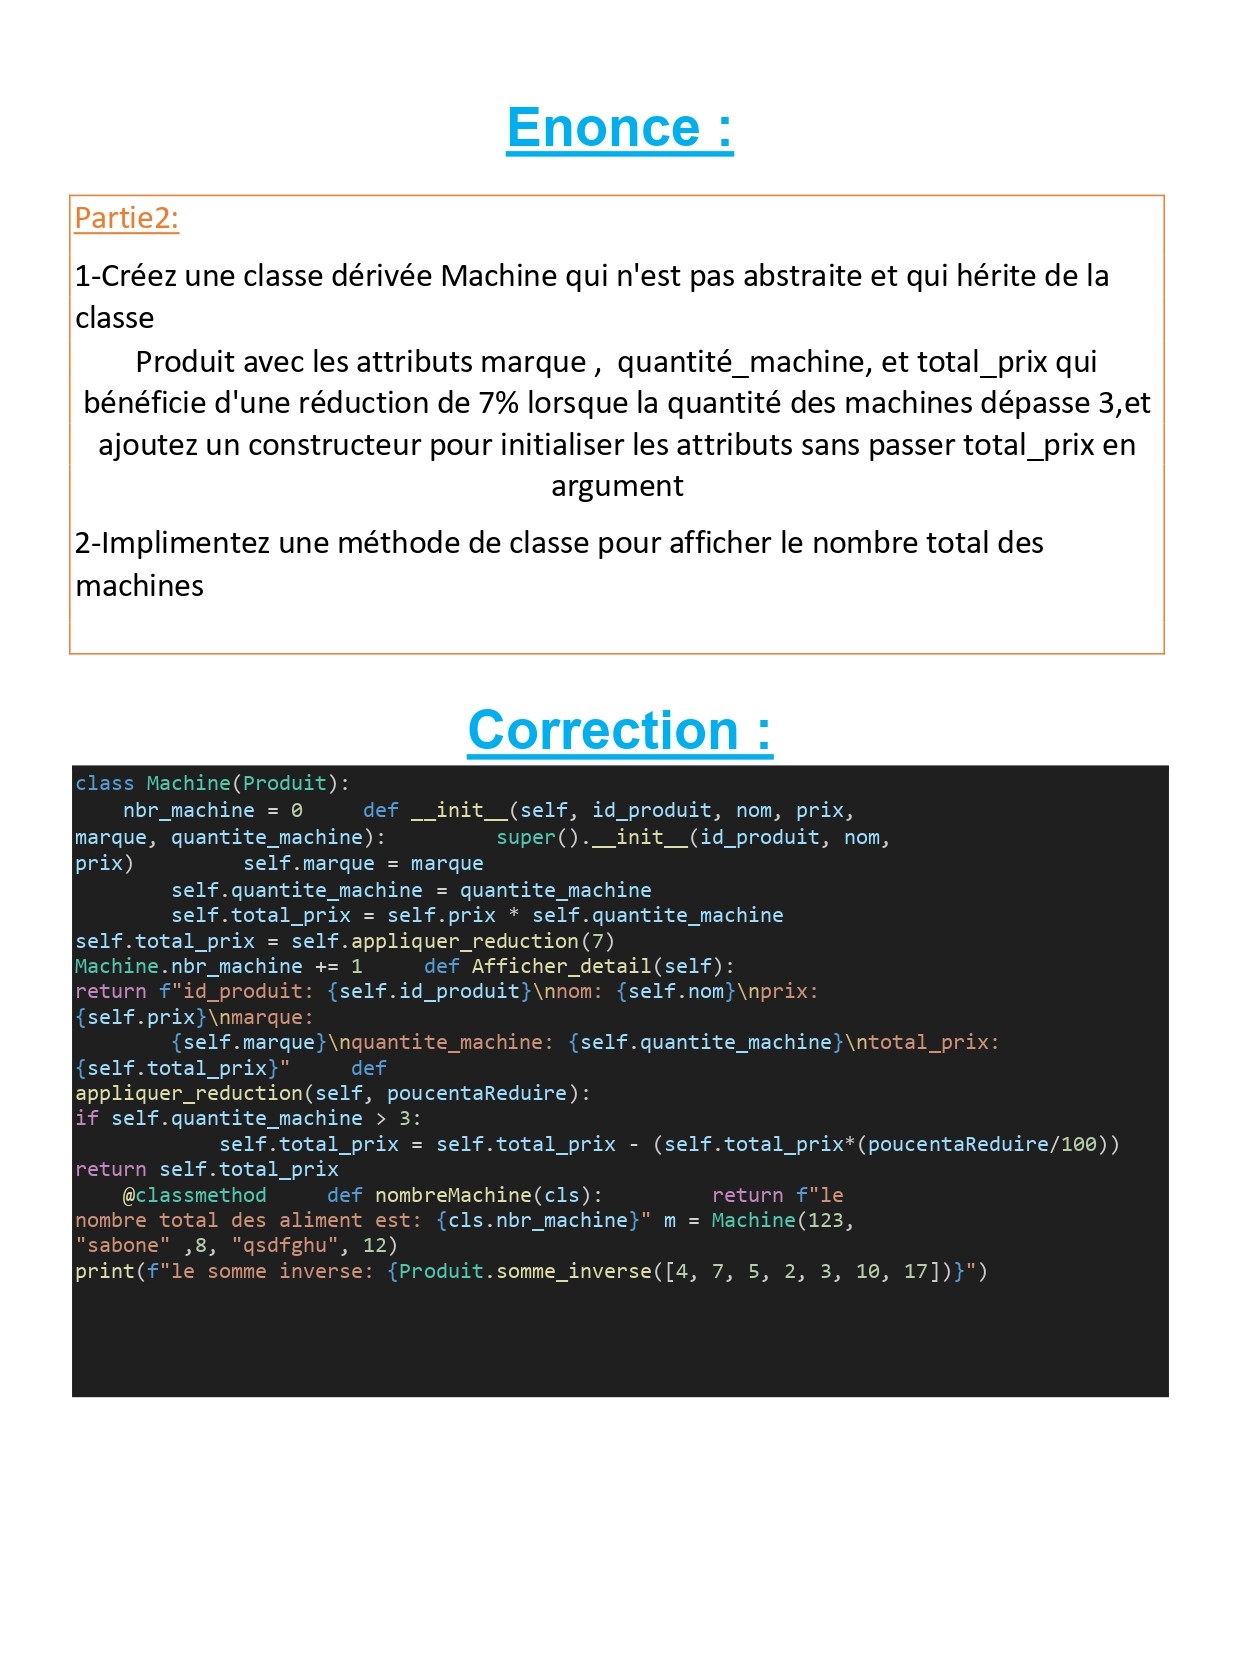 Enonce :
Partie2:
1-Créez une classe dérivée Machine qui n'est pas abstraite et qui hérite de la
classe
Produit avec les attributs marque ,  quantité_machine, et total_prix qui
bénéficie d'une réduction de 7% lorsque la quantité des machines dépasse 3,et
ajoutez un constructeur pour initialiser les attributs sans passer total_prix en
argument
2-Implimentez une méthode de classe pour afficher le nombre total des
machines
Correction :
class Machine(Produit):
    nbr_machine = 0     def __init__(self, id_produit, nom, prix,
marque, quantite_machine):         super().__init__(id_produit, nom,
prix)         self.marque = marque
        self.quantite_machine = quantite_machine
        self.total_prix = self.prix * self.quantite_machine
self.total_prix = self.appliquer_reduction(7)
Machine.nbr_machine += 1     def Afficher_detail(self):
return f"id_produit: {self.id_produit}\nnom: {self.nom}\nprix:
{self.prix}\nmarque:
        {self.marque}\nquantite_machine: {self.quantite_machine}\ntotal_prix:
{self.total_prix}"     def
appliquer_reduction(self, poucentaReduire):
if self.quantite_machine > 3:
            self.total_prix = self.total_prix - (self.total_prix*(poucentaReduire/100))
return self.total_prix
    @classmethod     def nombreMachine(cls):         return f"le
nombre total des aliment est: {cls.nbr_machine}" m = Machine(123,
"sabone" ,8, "qsdfghu", 12)
print(f"le somme inverse: {Produit.somme_inverse([4, 7, 5, 2, 3, 10, 17])}")